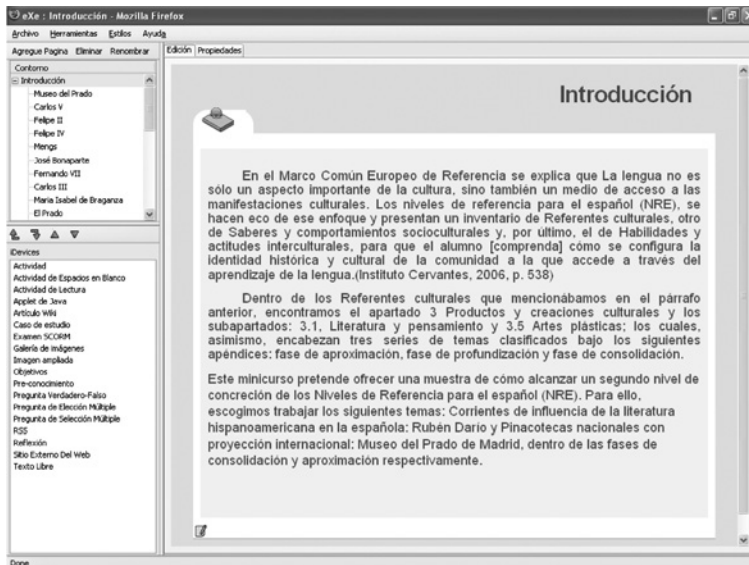 eXe : Introducción - Mozilla Firefox
Archivo Herramientas Estilos Ayuda
Agregue Pagina Eliminar Renombrar
Contorno
Introducción
Museo del Prado
Carlos V
Felipe II
Felipe IV
Mengs
José Bonaparte
Fernando VII
Carlos III
Maria Isabel de Braganza
El Prado
iDevices
Actividad
Actividad de Espacios en Blanco
Actividad de Lectura
Applet de Java
Artículo Wiki
Caso de estudio
Examen SCORM
Galería de imágenes
Imagen ampliada
Objetivos
Pre-conocimiento
Pregunta Verdadero-Falso
Pregunta de Elección Múltiple
Pregunta de Selección Múltiple
RSS
Reflexión
Sitio Externo Del Web
Texto Libre
Edición Propiedades
Introducción
En el Marco Común Europeo de Referencia se explica que La lengua no es
sólo un aspecto importante de la cultura, sino también un medio de acceso a las
manifestaciones culturales. Los niveles de referencia para el español (NRE), se
hacen eco de ese enfoque y presentan un inventario de Referentes culturales, otro
de Saberes y comportamientos socioculturales y, por último, el de Habilidades y
actitudes interculturales, para que el alumno [comprenda] cómo se configura la
identidad histórica y cultural de la comunidad a la que accede a través del
aprendizaje de la lengua.(Instituto Cervantes, 2006, p. 538)
Dentro de los Referentes culturales que mencionábamos en el párrafo
anterior, encontramos el apartado 3 Productos y creaciones culturales y los
subapartados: 3.1, Literatura y pensamiento y 3.5 Artes plásticas; los cuales,
asimismo, encabezan tres series de temas clasificados bajo los siguientes
apéndices: fase de aproximación, fase de profundización y fase de consolidación.
Este minicurso pretende ofrecer una muestra de cómo alcanzar un segundo nivel de
concreción de los Niveles de Referencia para el español (NRE). Para ello,
escogimos trabajar los siguientes temas: Corrientes de influencia de la literatura
hispanoamericana en la española: Rubén Darío y Pinacotecas nacionales con
proyección internacional: Museo del Prado de Madrid, dentro de las fases de
consolidación y aproximación respectivamente.
Done